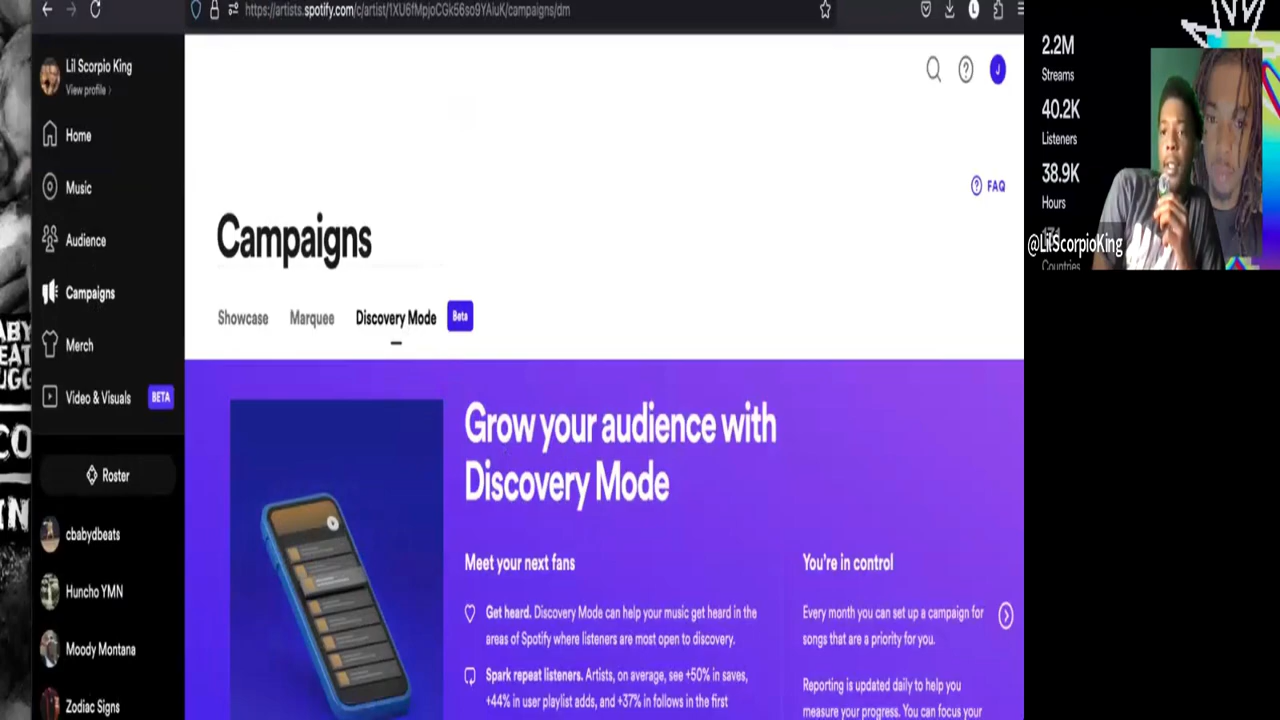 https://artists.spotify.com/c/artist/1XU6fMpjoCGk56so9YAiuK/campaigns/dm
Lil Scorpio King
View profile
Home
Music
Audience
Campaigns
Merch
Video & Visuals BETA
Roster
cbabydbeats
Huncho YMN
Moody Montana
Zodiac Signs
J
FAQ
Campaigns
Showcase Marquee Discovery Mode Beta
Grow your audience with
Discovery Mode
Meet your next fans
Get heard. Discovery Mode can help your music get heard in the
areas of Spotify where listeners are most open to discovery.
Spark repeat listeners. Artists, on average, see +50% in saves,
+44% in user playlist adds, and +37% in follows in the first
You're in control
Every month you can set up a campaign for
songs that are a priority for you.
Reporting is updated daily to help you
measure your progress. You can focus your
2.2M
Streams
40.2K
Listeners
38.9K
Hours
@LilScorpioKing
Countries